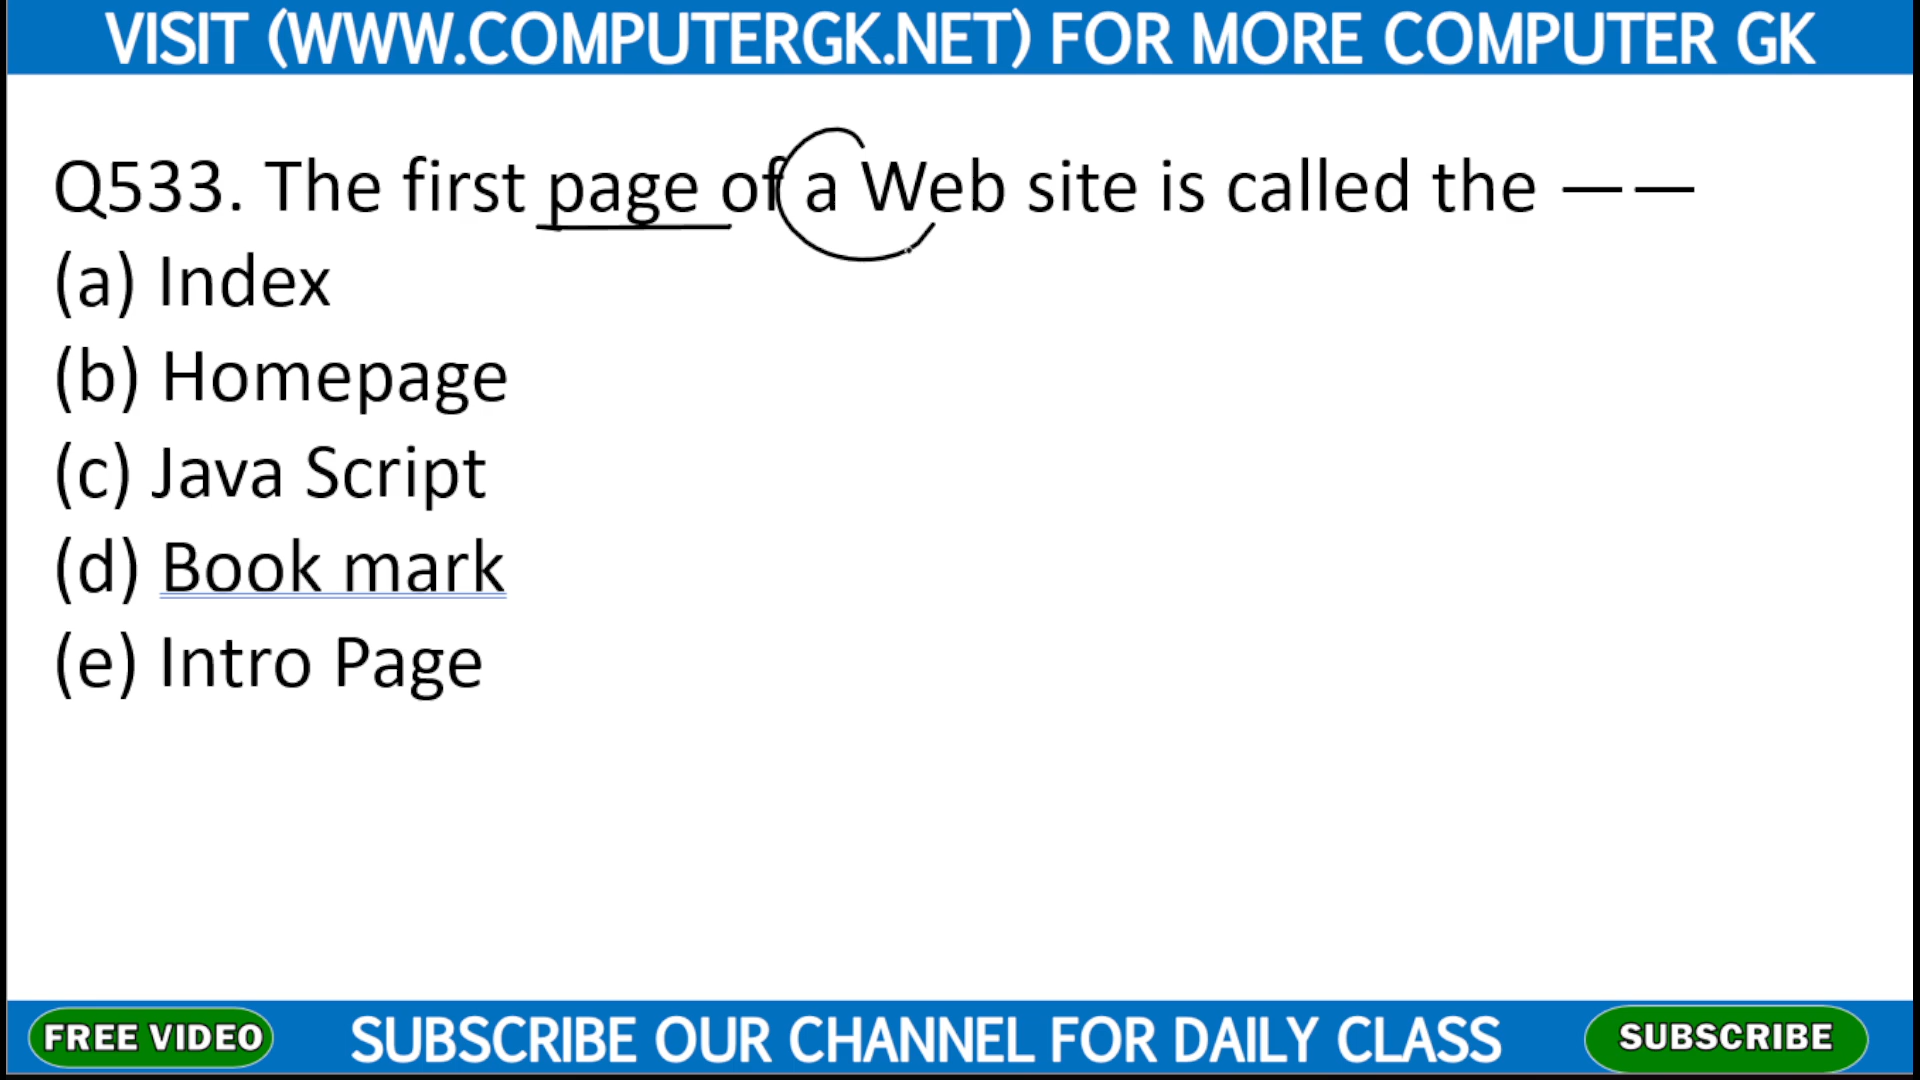 VISIT (WWW.COMPUTERGK.NET) FOR MORE COMPUTER GK
Q533. The first page of a Web site is called the ——
(a) Index
(b) Homepage
(c) Java Script
(d) Book mark
(e) Intro Page
FREE VIDEO SUBSCRIBE OUR CHANNEL FOR DAILY CLASS SUBSCRIBE